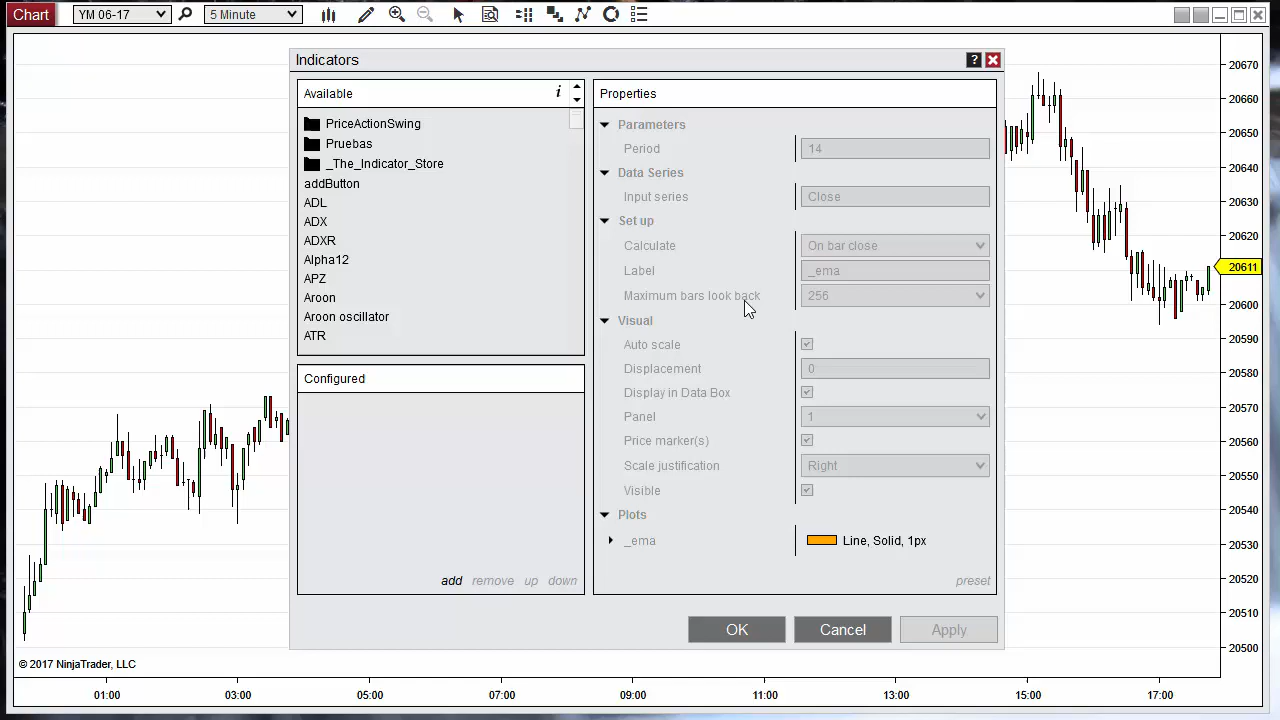 Chart YM 06-17 5 Minute
Indicators ?
Available i
PriceActionSwing
Pruebas
_The_Indicator_Store
addButton
ADL
ADX
ADXR
Alpha12
APZ
Aroon
Aroon oscillator
ATR
Configured
add remove up down
Properties
Parameters
Period 14
Data Series
Input series Close
Set up
Calculate On bar close
Label _ema
Maximum bars look back 256
Visual
Auto scale
Displacement 0
Display in Data Box
Panel 1
Price marker(s)
Scale justification Right
Visible
Plots
_ema Line, Solid, 1px
preset
OK Cancel Apply
20670
20660
20650
20640
20630
20620
20611
20600
20590
20580
20570
20560
20550
20540
20530
20520
20510
20500
© 2017 NinjaTrader, LLC
01:00 03:00 05:00 07:00 09:00 11:00 13:00 15:00 17:00